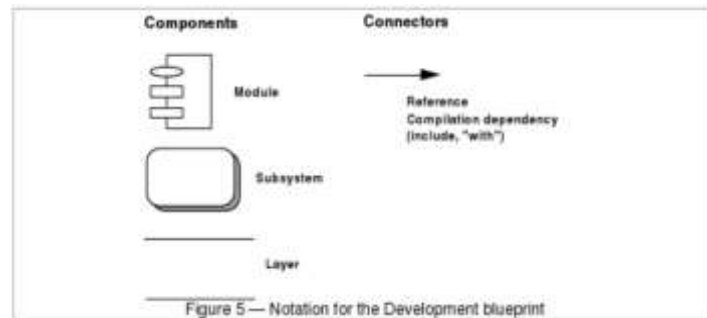 Components
Connectors
Module
Reference
Compilation dependency
(include, "with")
Subsystem
Layer
Figure 5 — Notation for the Development blueprint